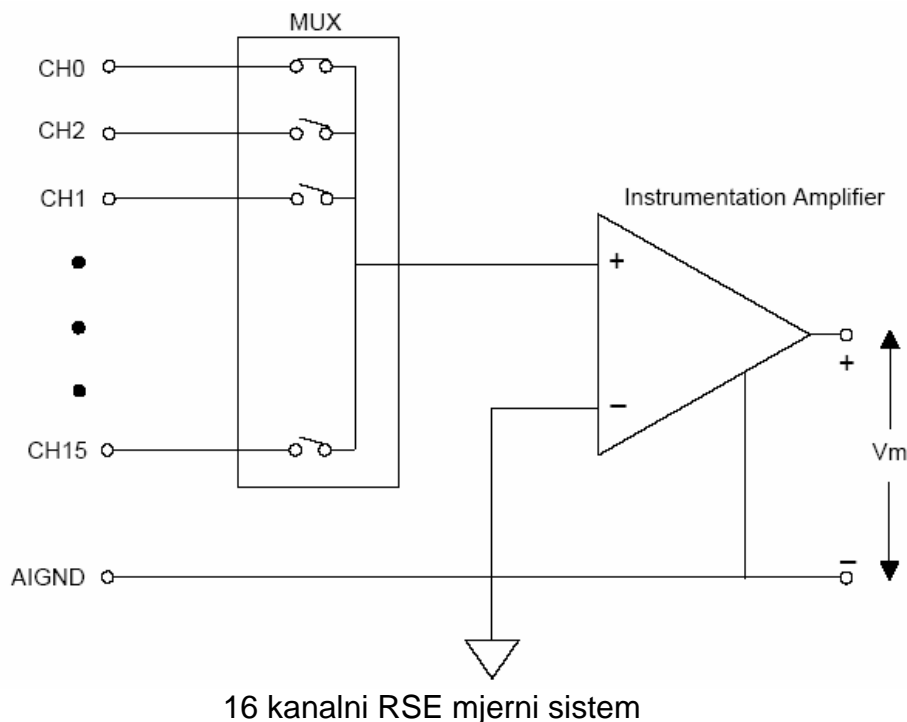 MUX
CH0
CH2
CH1
Instrumentation Amplifier
+
−
+
Vm
CH15
AIGND
−
16 kanalni RSE mjerni sistem